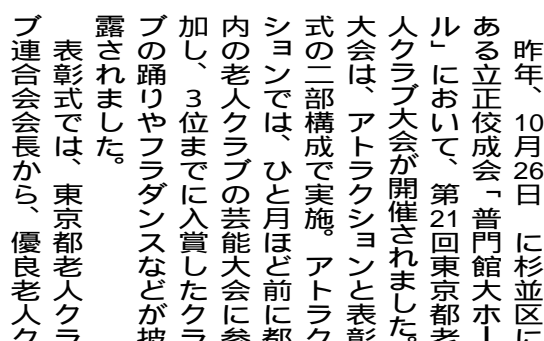 昨年、10月26日　に杉並区に
ある立正佼成会「普門館大ホー
ル」において、第21回東京都老
人クラブ大会が開催されました。
大会は、アトラクションと表彰
式の二部構成で実施。アトラク
ションでは、ひと月ほど前に都
内の老人クラブの芸能大会に参
加し、3位までに入賞したクラ
ブの踊りやフラダンスなどが披
露されました。
　表彰式では、東京都老人クラ
ブ連合会会長から、優良老人ク